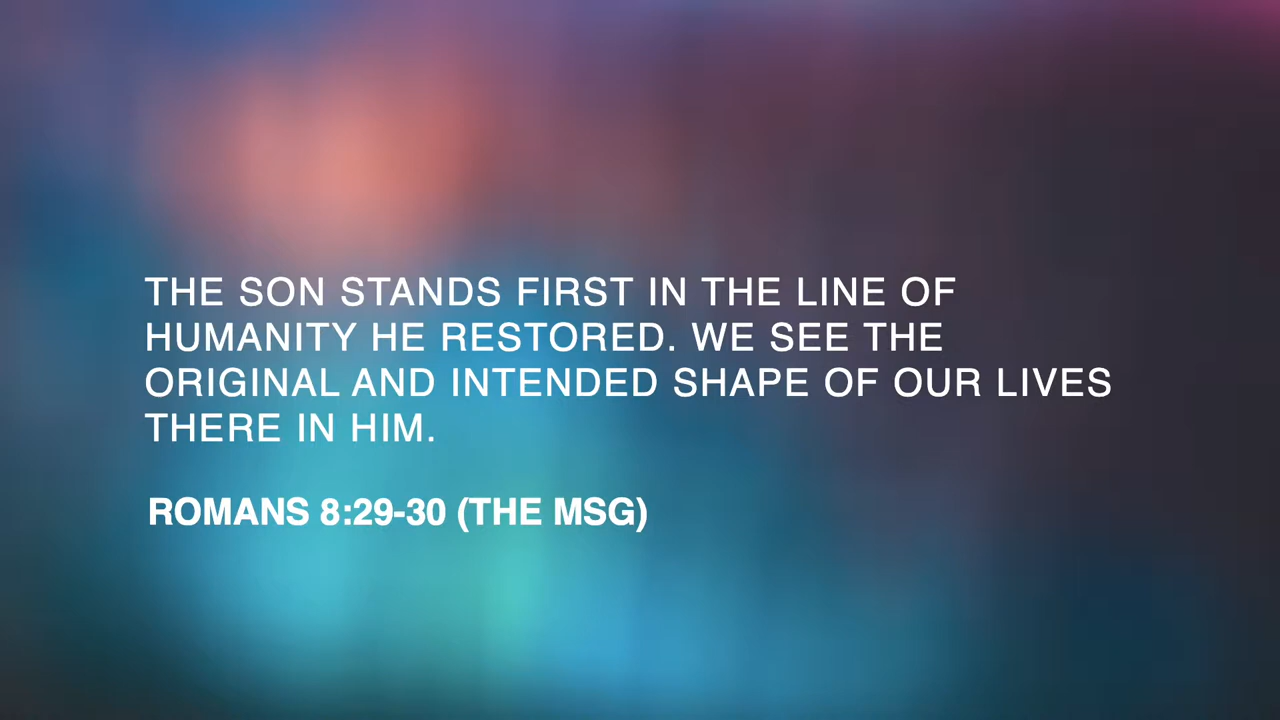 THE SON STANDS FIRST IN THE LINE OF
HUMANITY HE RESTORED. WE SEE THE
ORIGINAL AND INTENDED SHAPE OF OUR LIVES
THERE IN HIM.
ROMANS 8:29-30 (THE MSG)